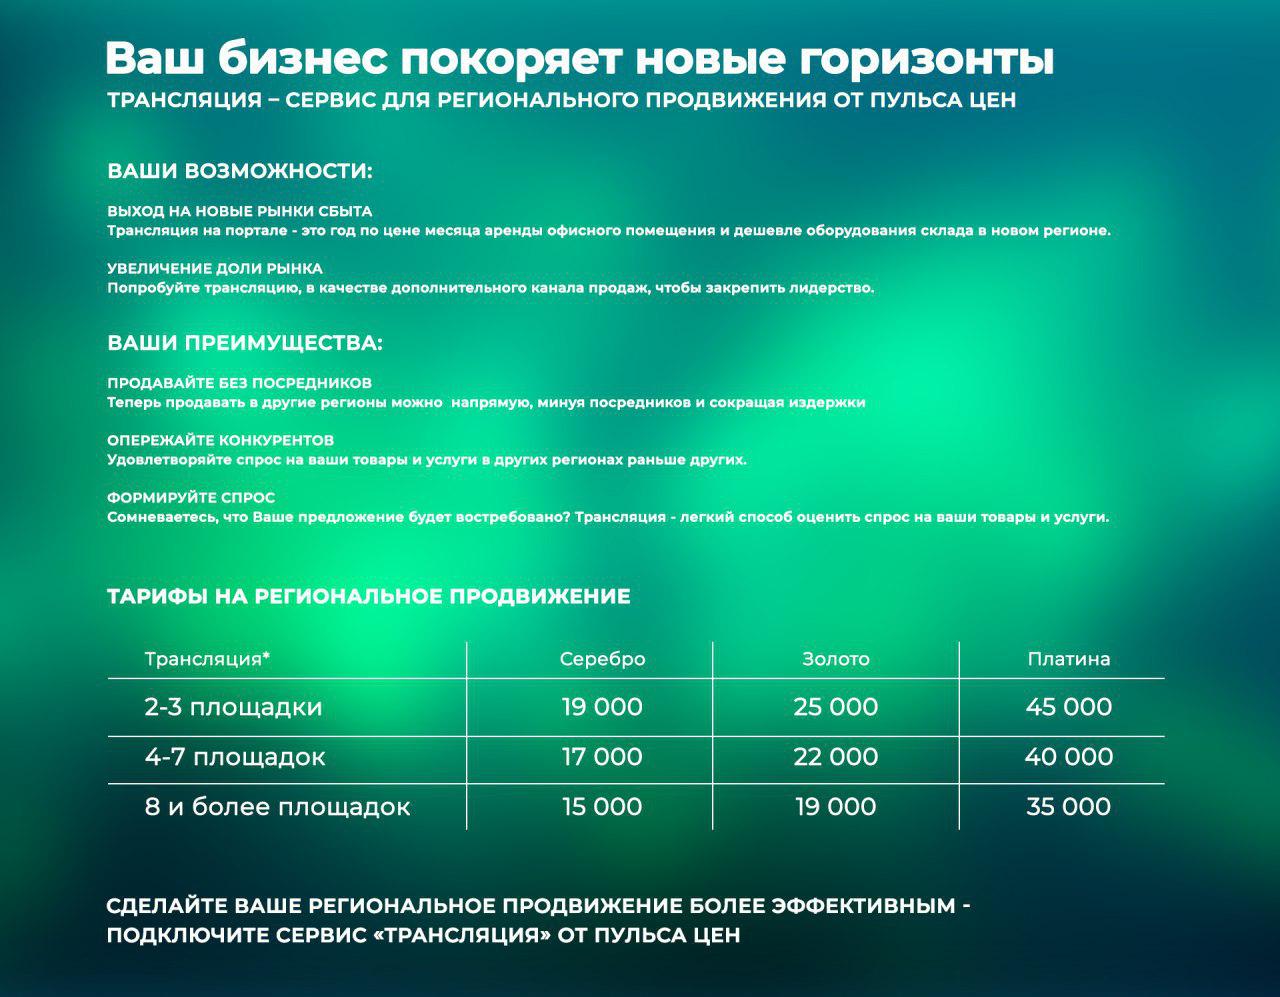 Ваш бизнес покоряет новые горизонты
ТРАНСЛЯЦИЯ – СЕРВИС ДЛЯ РЕГИОНАЛЬНОГО ПРОДВИЖЕНИЯ ОТ ПУЛЬСА ЦЕН
ВАШИ ВОЗМОЖНОСТИ:
ВЫХОД НА НОВЫЕ РЫНКИ СБЫТА
Трансляция на портале - это год по цене месяца аренды офисного помещения и дешевле оборудования склада в новом регионе.
УВЕЛИЧЕНИЕ ДОЛИ РЫНКА
Попробуйте трансляцию, в качестве дополнительного канала продаж, чтобы закрепить лидерство.
ВАШИ ПРЕИМУЩЕСТВА:
ПРОДАВАЙТЕ БЕЗ ПОСРЕДНИКОВ
Теперь продавать в другие регионы можно  напрямую, минуя посредников и сокращая издержки
ОПЕРЕЖАЙТЕ КОНКУРЕНТОВ
Удовлетворяйте спрос на ваши товары и услуги в других регионах раньше других.
ФОРМИРУЙТЕ СПРОС
Сомневаетесь, что Ваше предложение будет востребовано? Трансляция - легкий способ оценить спрос на ваши товары и услуги.
ТАРИФЫ НА РЕГИОНАЛЬНОЕ ПРОДВИЖЕНИЕ
Трансляция* Серебро Золото Платина
2-3 площадки 19 000 25 000 45 000
4-7 площадок 17 000 22 000 40 000
8 и более площадок 15 000 19 000 35 000
СДЕЛАЙТЕ ВАШЕ РЕГИОНАЛЬНОЕ ПРОДВИЖЕНИЕ БОЛЕЕ ЭФФЕКТИВНЫМ -
ПОДКЛЮЧИТЕ СЕРВИС «ТРАНСЛЯЦИЯ» ОТ ПУЛЬСА ЦЕН